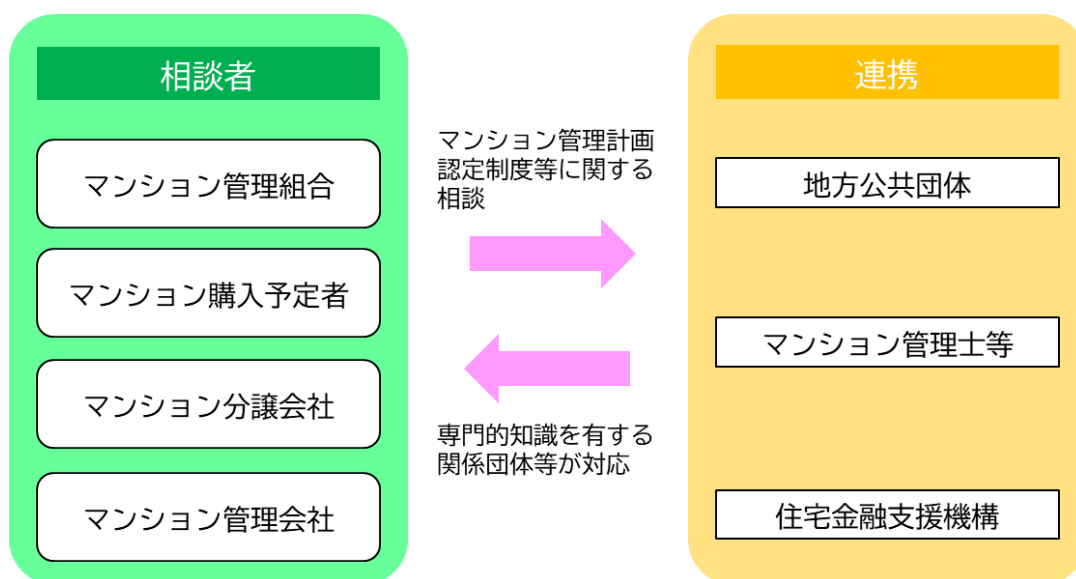 相談者
マンション管理組合
マンション購入予定者
マンション分譲会社
マンション管理会社
マンション管理計画
認定制度等に関する
相談
専門的知識を有する
関係団体等が対応
連携
地方公共団体
マンション管理士等
住宅金融支援機構